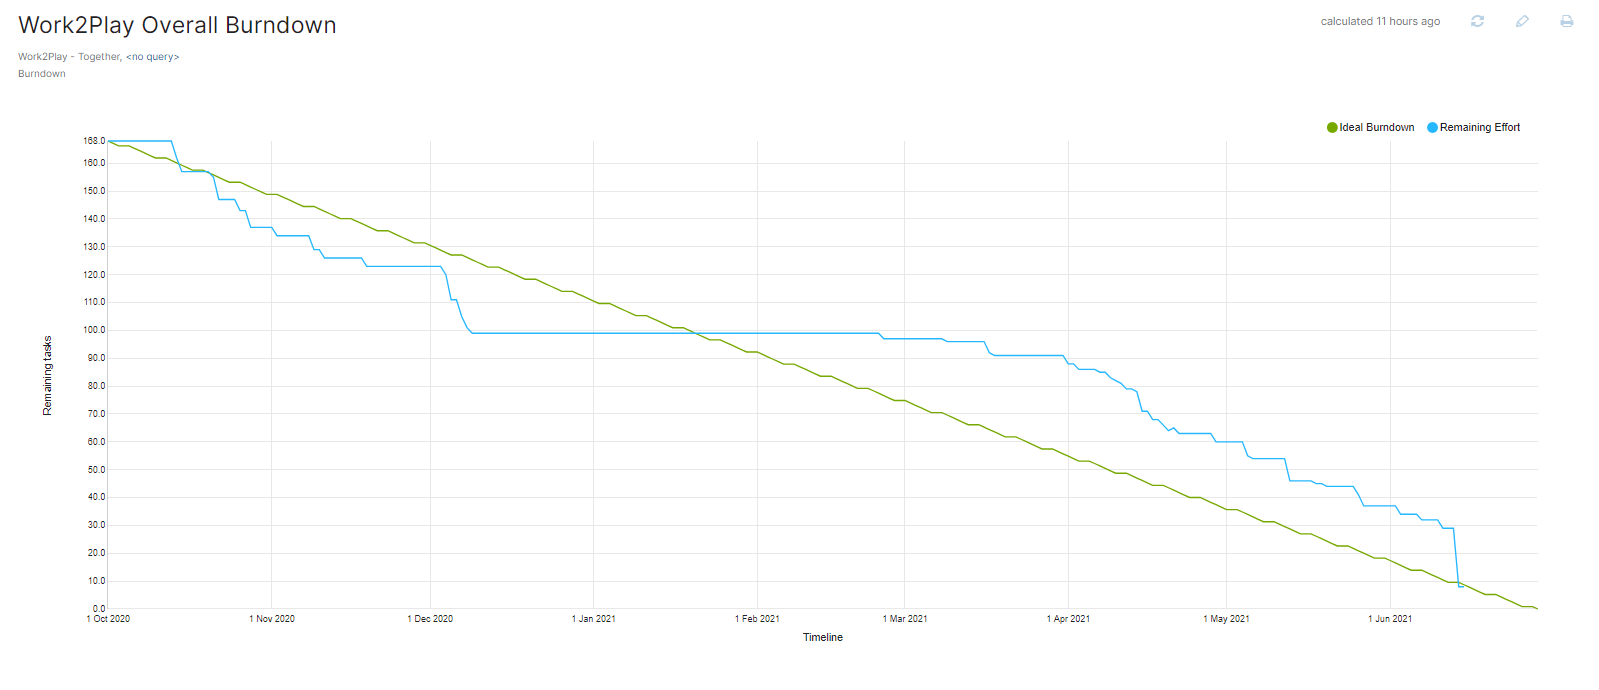 Work2Play Overall Burndown
calculated 11 hours ago
Work2Play - Together, <no query>
Burndown
Ideal Burndown
Remaining Effort
168.0
160.0
150.0
140.0
130.0
120.0
110.0
100.0
90.0
80.0
70.0
60.0
50.0
40.0
30.0
20.0
10.0
0.0
Remaining tasks
1 Oct 2020
1 Nov 2020
1 Dec 2020
1 Jan 2021
1 Feb 2021
1 Mar 2021
1 Apr 2021
1 May 2021
1 Jun 2021
Timeline